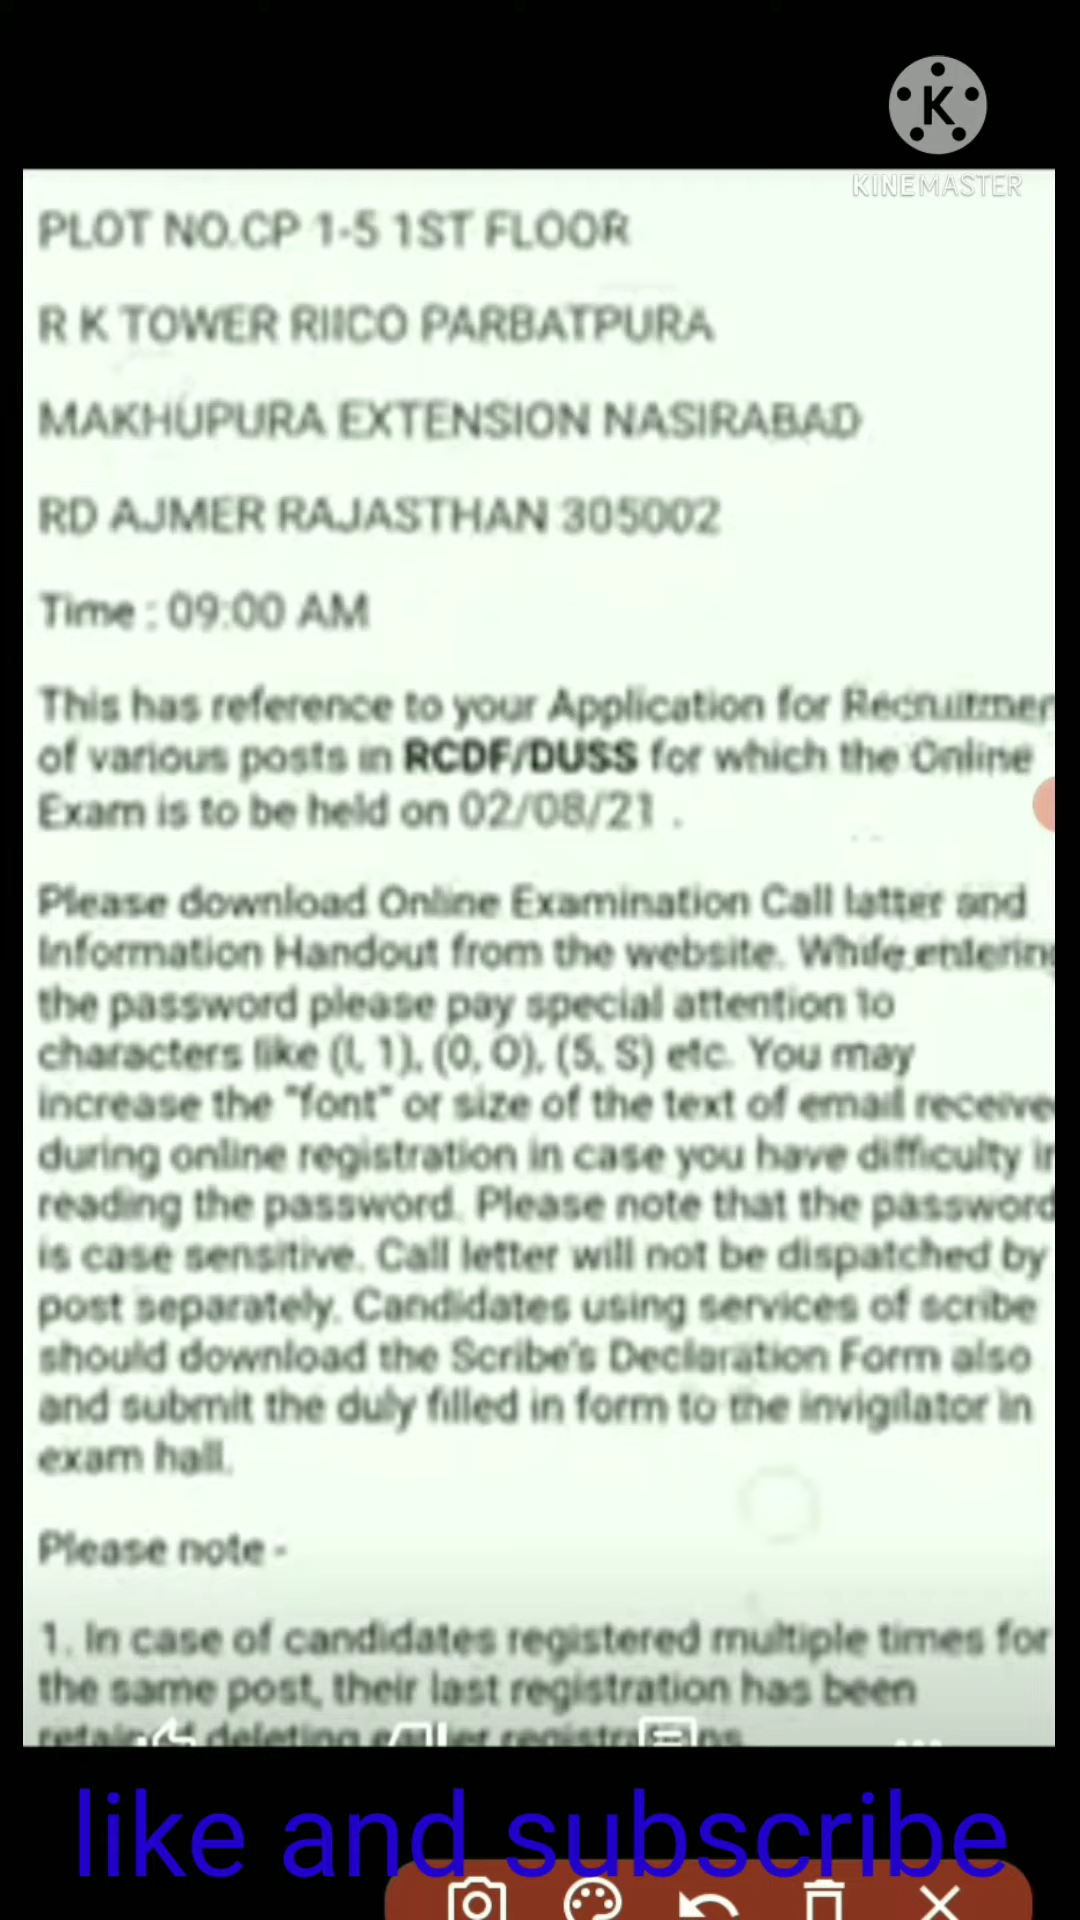 K
KINEMASTER
PLOT NO.CP 1-5 1ST FLOOR
R K TOWER RIICO PARBATPURA
MAKHUPURA EXTENSION NASIRABAD
RD AJMER RAJASTHAN 305002
Time : 09:00 AM
This has reference to your Application for Recruitmen
of various posts in RCDF/DUSS for which the Online
Exam is to be held on 02/08/21 .
Please download Online Examination Call latter and
Information Handout from the website. While entering
the password please pay special attention to
characters like (l, 1), (0, O), (5, S) etc. You may
increase the "font" or size of the text of email receive
during online registration in case you have difficulty in
reading the password. Please note that the password
is case sensitive. Call letter will not be dispatched by
post separately. Candidates using services of scribe
should download the Scribe's Declaration Form also
and submit the duly filled in form to the invigilator in
exam hall.
Please note -
1. In case of candidates registered multiple times for
the same post, their last registration has been
deleting
like and subscribe